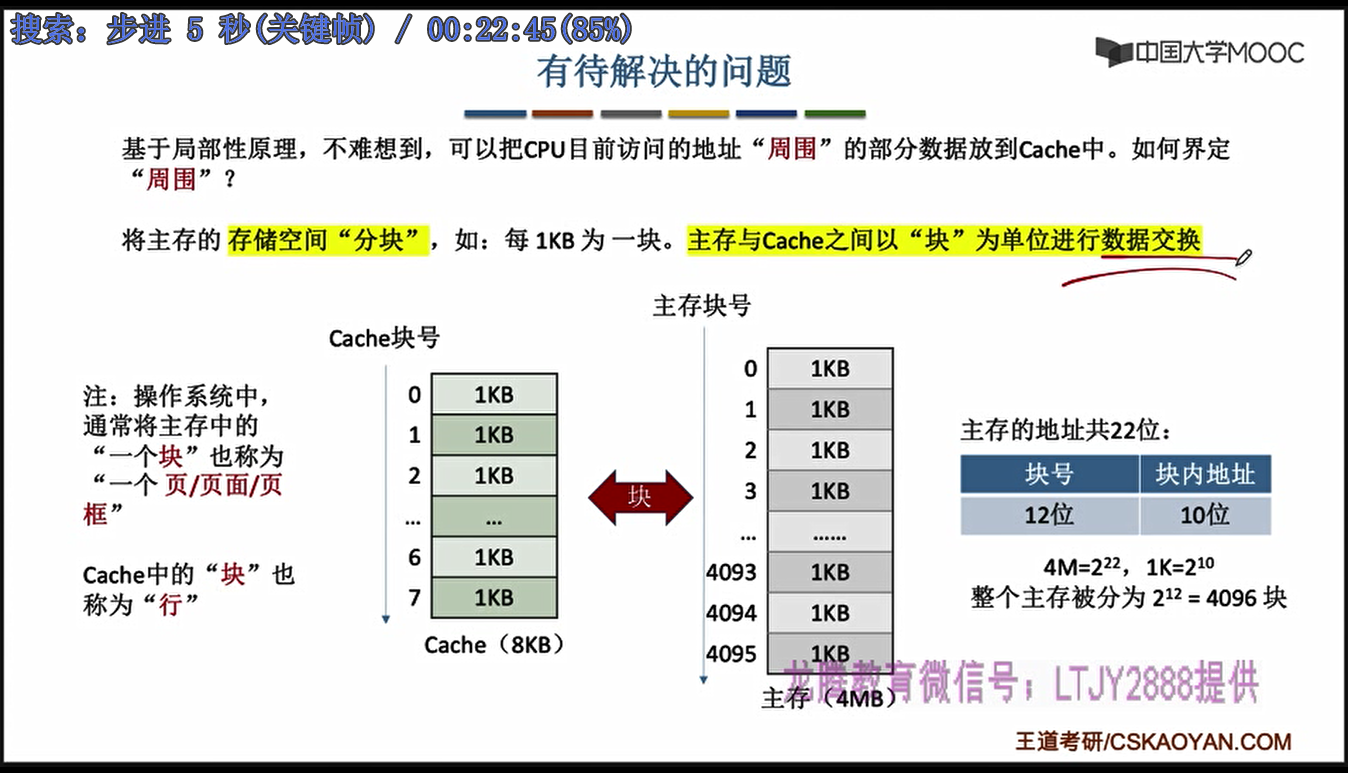 搜索：步进 5 秒(关键帧) / 00:22:45(85%)
中国大学MOOC
有待解决的问题
基于局部性原理，不难想到，可以把CPU目前访问的地址“周围”的部分数据放到Cache中。如何界定
“周围”？
将主存的 存储空间“分块”，如：每 1KB 为 一块。主存与Cache之间以“块”为单位进行数据交换
主存块号
Cache块号
0 1KB
1 1KB
2 1KB
... ...
6 1KB
7 1KB
Cache（8KB）
块
0 1KB
1 1KB
2 1KB
3 1KB
... ……
4093 1KB
4094 1KB
4095 1KB
主存（4MB）
注：操作系统中，
通常将主存中的
“一个块”也称为
“一个 页/页面/页
框”
Cache中的“块”也
称为“行”
主存的地址共22位：
块号 块内地址
12位 10位
4M=2²²，1K=2¹⁰
整个主存被分为 2¹² = 4096 块
龙腾教育微信号；LTJY2888提供
王道考研/CSKAOYAN.COM